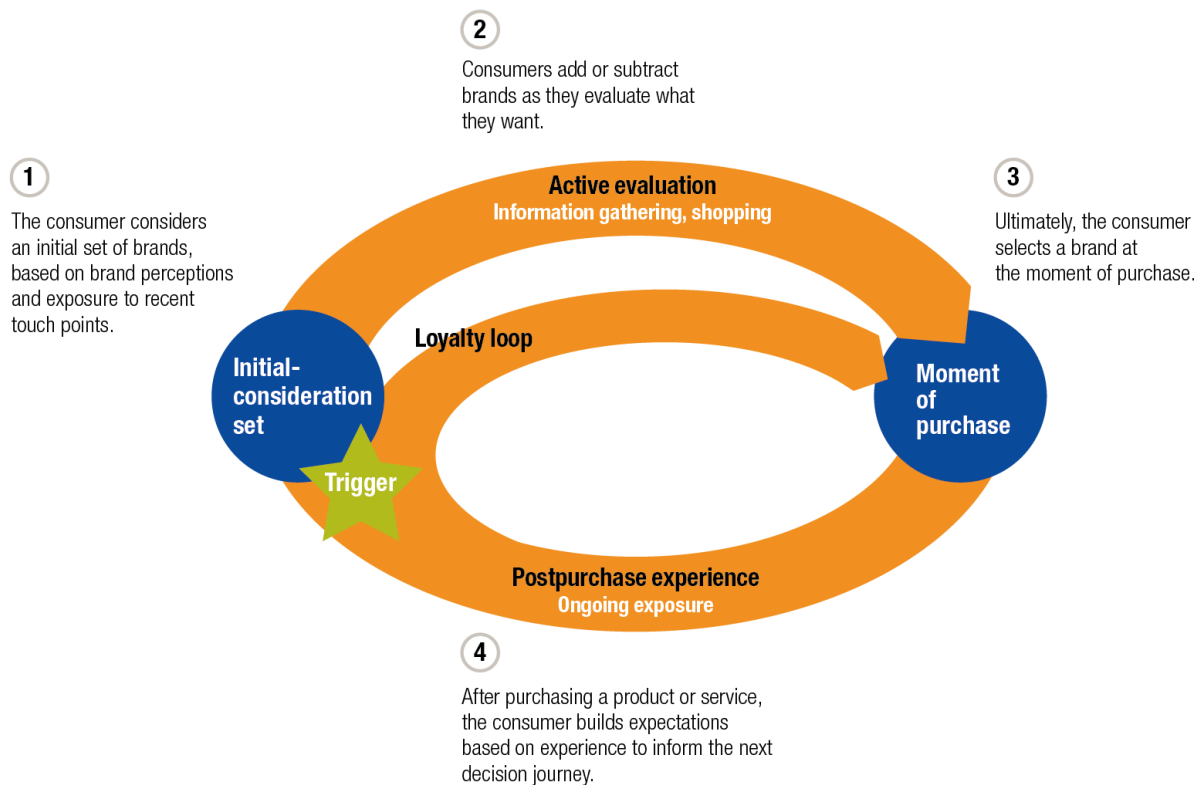 1
The consumer considers
an initial set of brands,
based on brand perceptions
and exposure to recent
touch points.
2
Consumers add or subtract
brands as they evaluate what
they want.
3
Ultimately, the consumer
selects a brand at
the moment of purchase.
Active evaluation
Information gathering, shopping
Loyalty loop
Initial-
consideration
set
Trigger
Moment
of
purchase
Postpurchase experience
Ongoing exposure
4
After purchasing a product or service,
the consumer builds expectations
based on experience to inform the next
decision journey.